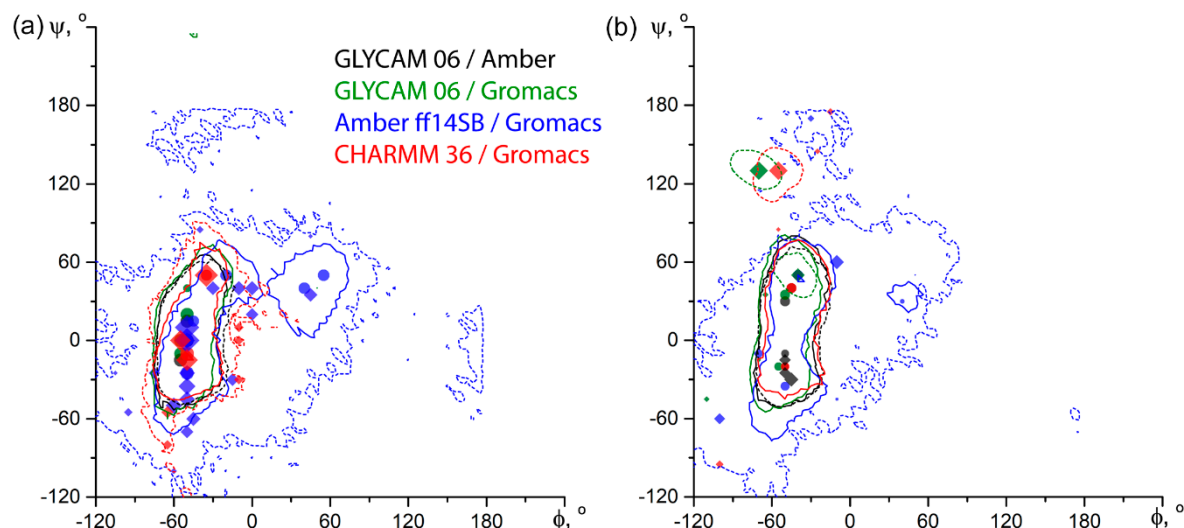 (a) ψ, °
(b) ψ, °
GLYCAM 06 / Amber
GLYCAM 06 / Gromacs
Amber ff14SB / Gromacs
CHARMM 36 / Gromacs
180
180
120
120
60
60
0
0
-60
-60
-120
-120
-120 -60 0 60 120 180 ϕ, °
-120 -60 0 60 120 180 ϕ, °